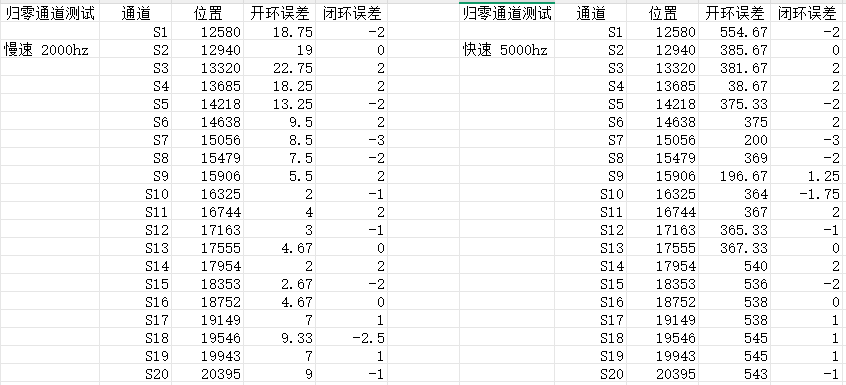 归零通道测试 通道 位置 开环误差 闭环误差 归零通道测试 通道 位置 开环误差 闭环误差
S1 12580 18.75 -2 S1 12580 554.67 -2
慢速 2000hz S2 12940 19 0 快速 5000hz S2 12940 385.67 0
S3 13320 22.75 2 S3 13320 381.67 2
S4 13685 18.25 2 S4 13685 38.67 2
S5 14218 13.25 -2 S5 14218 375.33 -2
S6 14638 9.5 2 S6 14638 375 2
S7 15056 8.5 -3 S7 15056 200 -3
S8 15479 7.5 -2 S8 15479 369 -2
S9 15906 5.5 2 S9 15906 196.67 1.25
S10 16325 2 -1 S10 16325 364 -1.75
S11 16744 4 2 S11 16744 367 2
S12 17163 3 -1 S12 17163 365.33 -1
S13 17555 4.67 0 S13 17555 367.33 0
S14 17954 2 2 S14 17954 540 2
S15 18353 2.67 -2 S15 18353 536 -2
S16 18752 4.67 0 S16 18752 538 0
S17 19149 7 1 S17 19149 538 1
S18 19546 9.33 -2.5 S18 19546 545 1
S19 19943 7 1 S19 19943 545 1
S20 20395 9 -1 S20 20395 543 -1